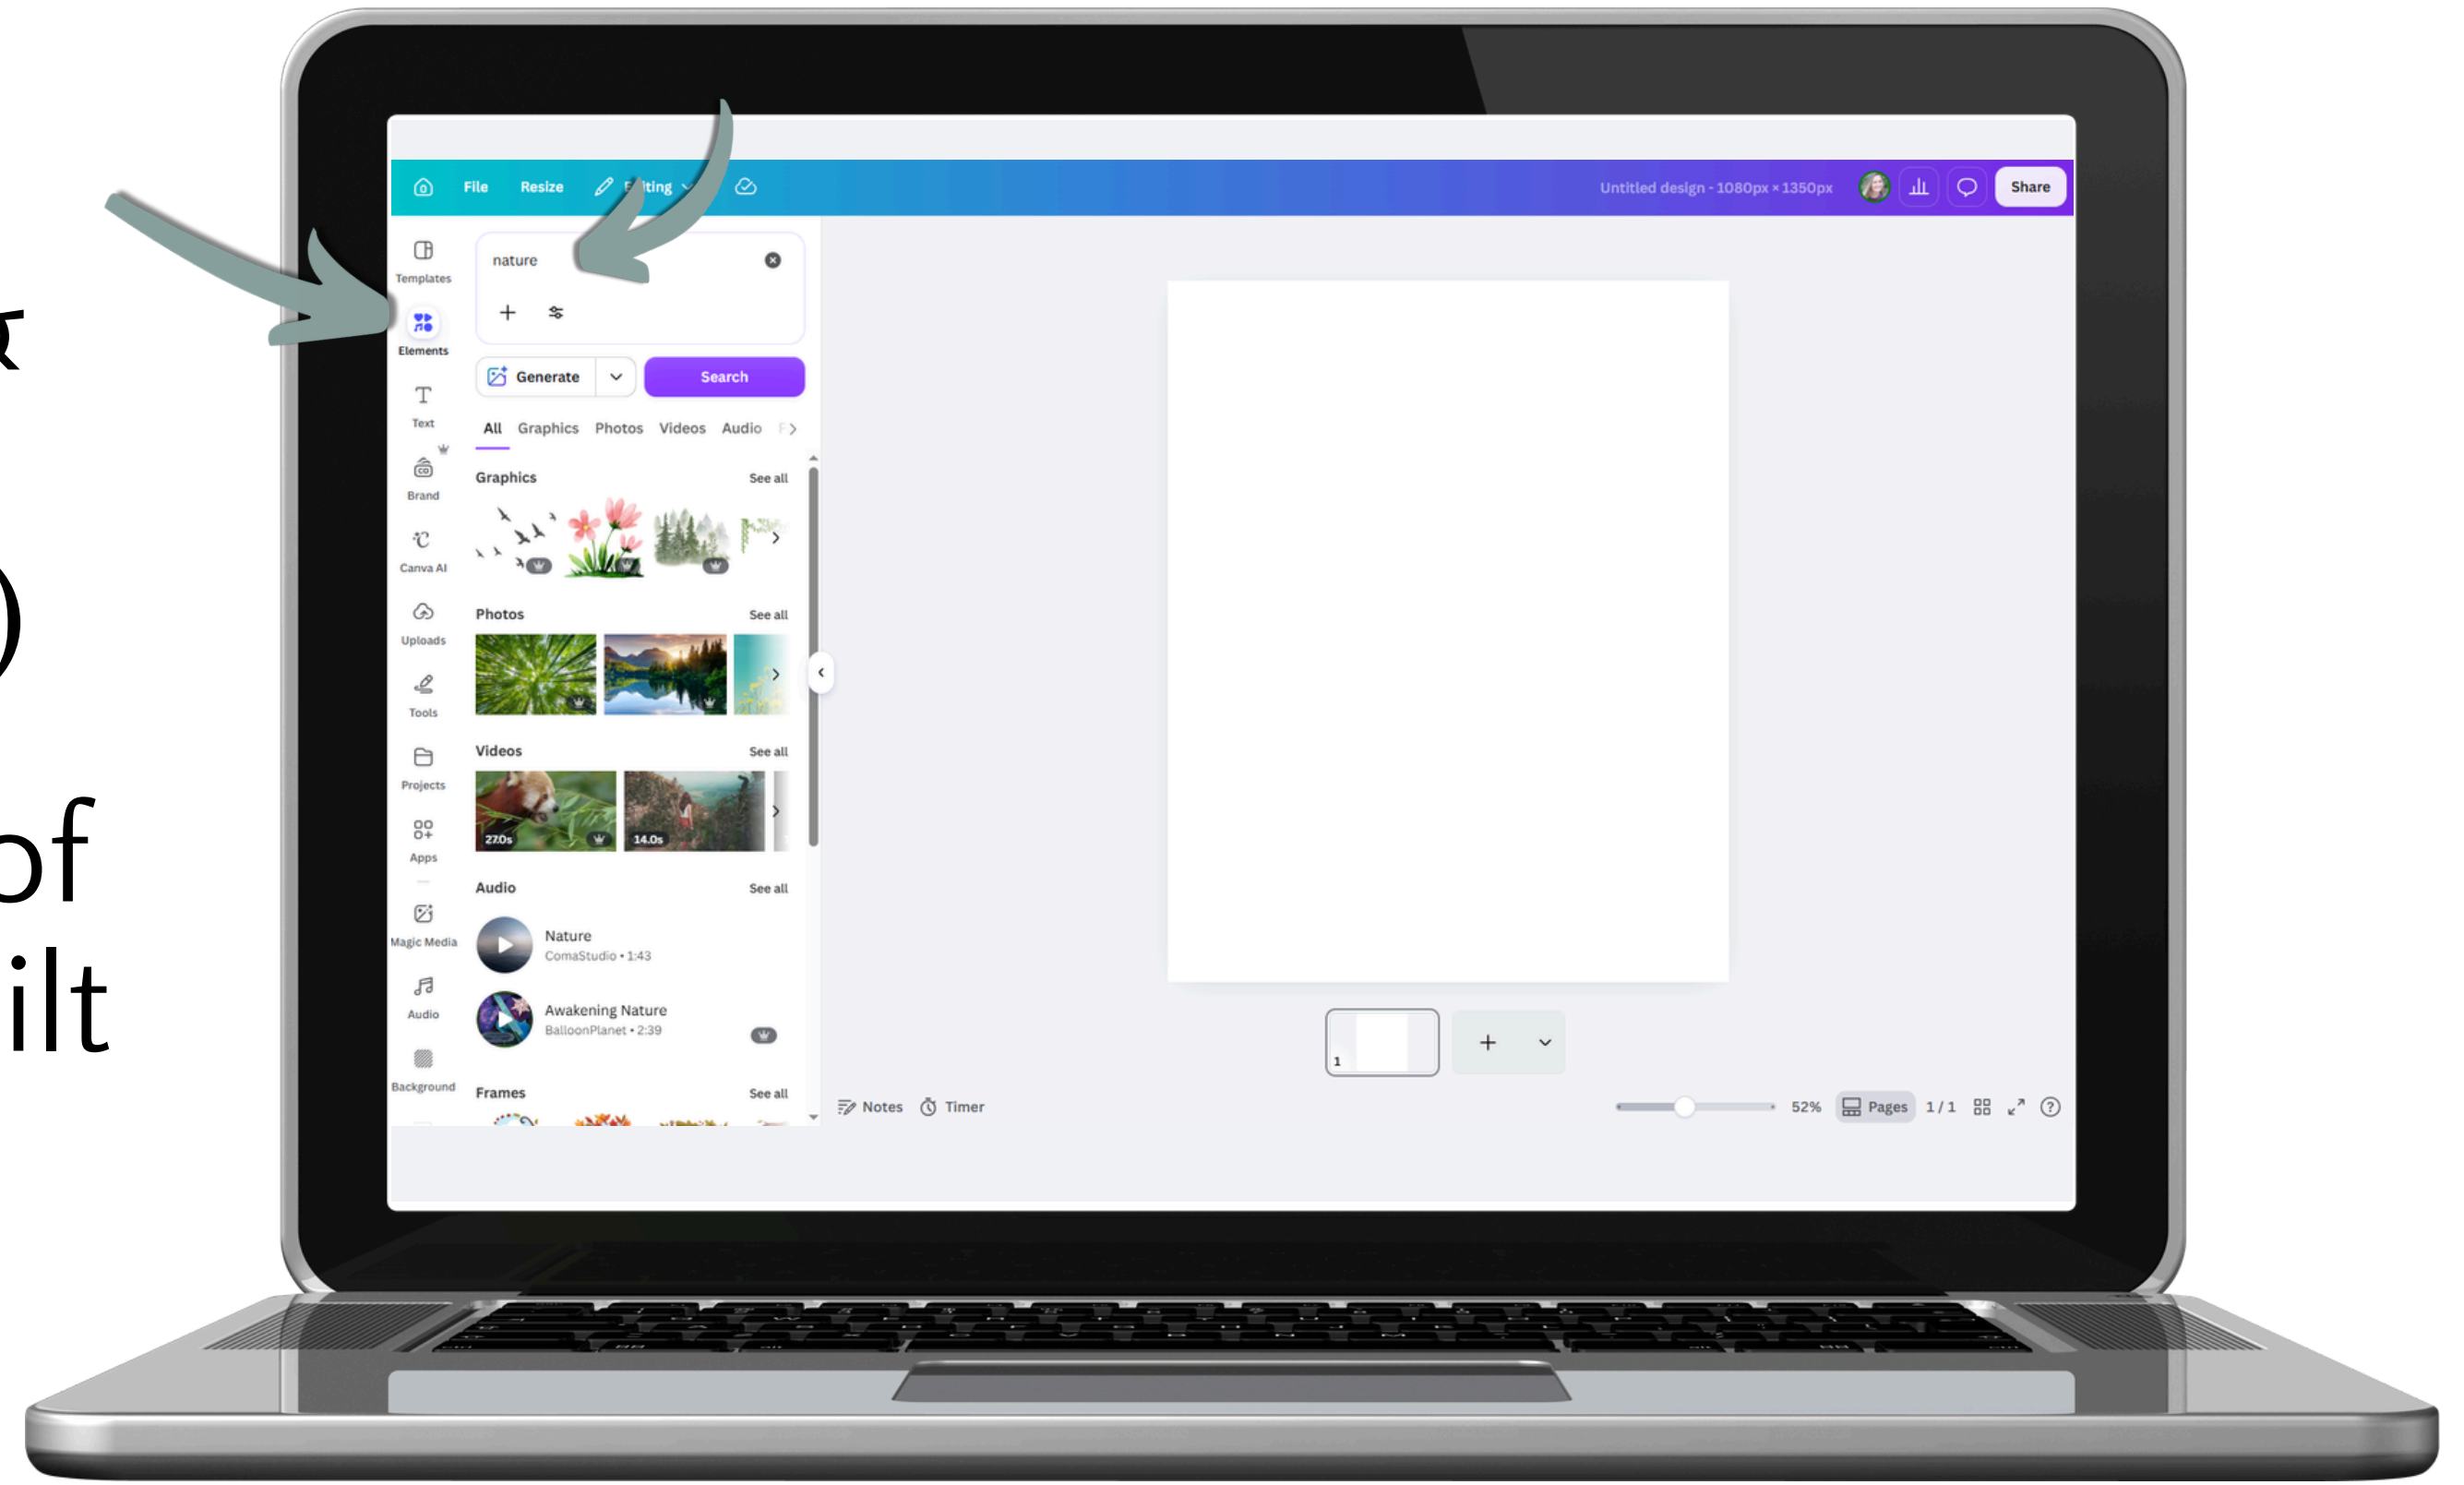 &
)
of
ilt
File Resize Untitled design - 1080px × 1350px Share
Templates
Elements
Text
Brand
Canva AI
Uploads
Tools
Projects
Apps
Magic Media
Audio
Background
nature
Generate Search
All Graphics Photos Videos Audio
Graphics See all
Photos See all
Videos See all
27.0s 14.0s
Audio See all
Nature
ComaStudio • 1:43
Awakening Nature
BalloonPlanet • 2:39
Frames See all
1
Notes Timer 52% Pages 1 / 1